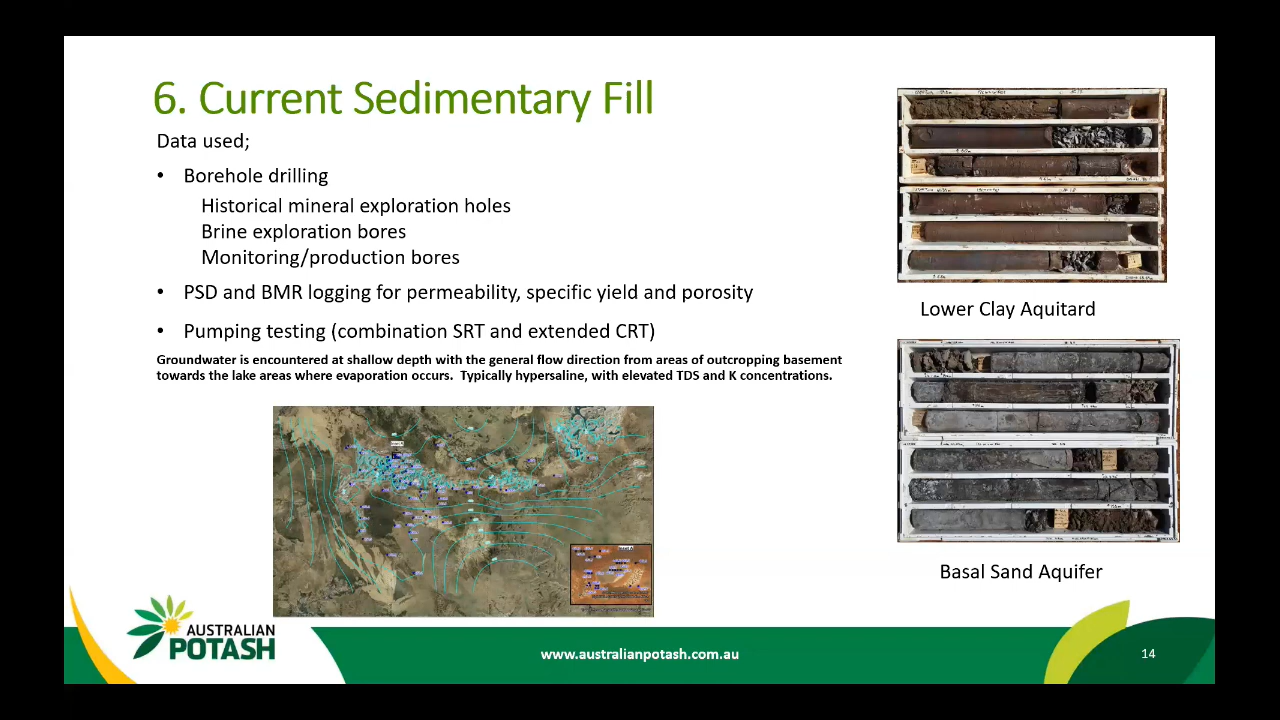 6. Current Sedimentary Fill
Data used;
• Borehole drilling
Historical mineral exploration holes
Brine exploration bores
Monitoring/production bores
• PSD and BMR logging for permeability, specific yield and porosity
• Pumping testing (combination SRT and extended CRT)
Groundwater is encountered at shallow depth with the general flow direction from areas of outcropping basement
towards the lake areas where evaporation occurs.  Typically hypersaline, with elevated TDS and K concentrations.
Lower Clay Aquitard
Basal Sand Aquifer
AUSTRALIAN
POTASH
www.australianpotash.com.au
14